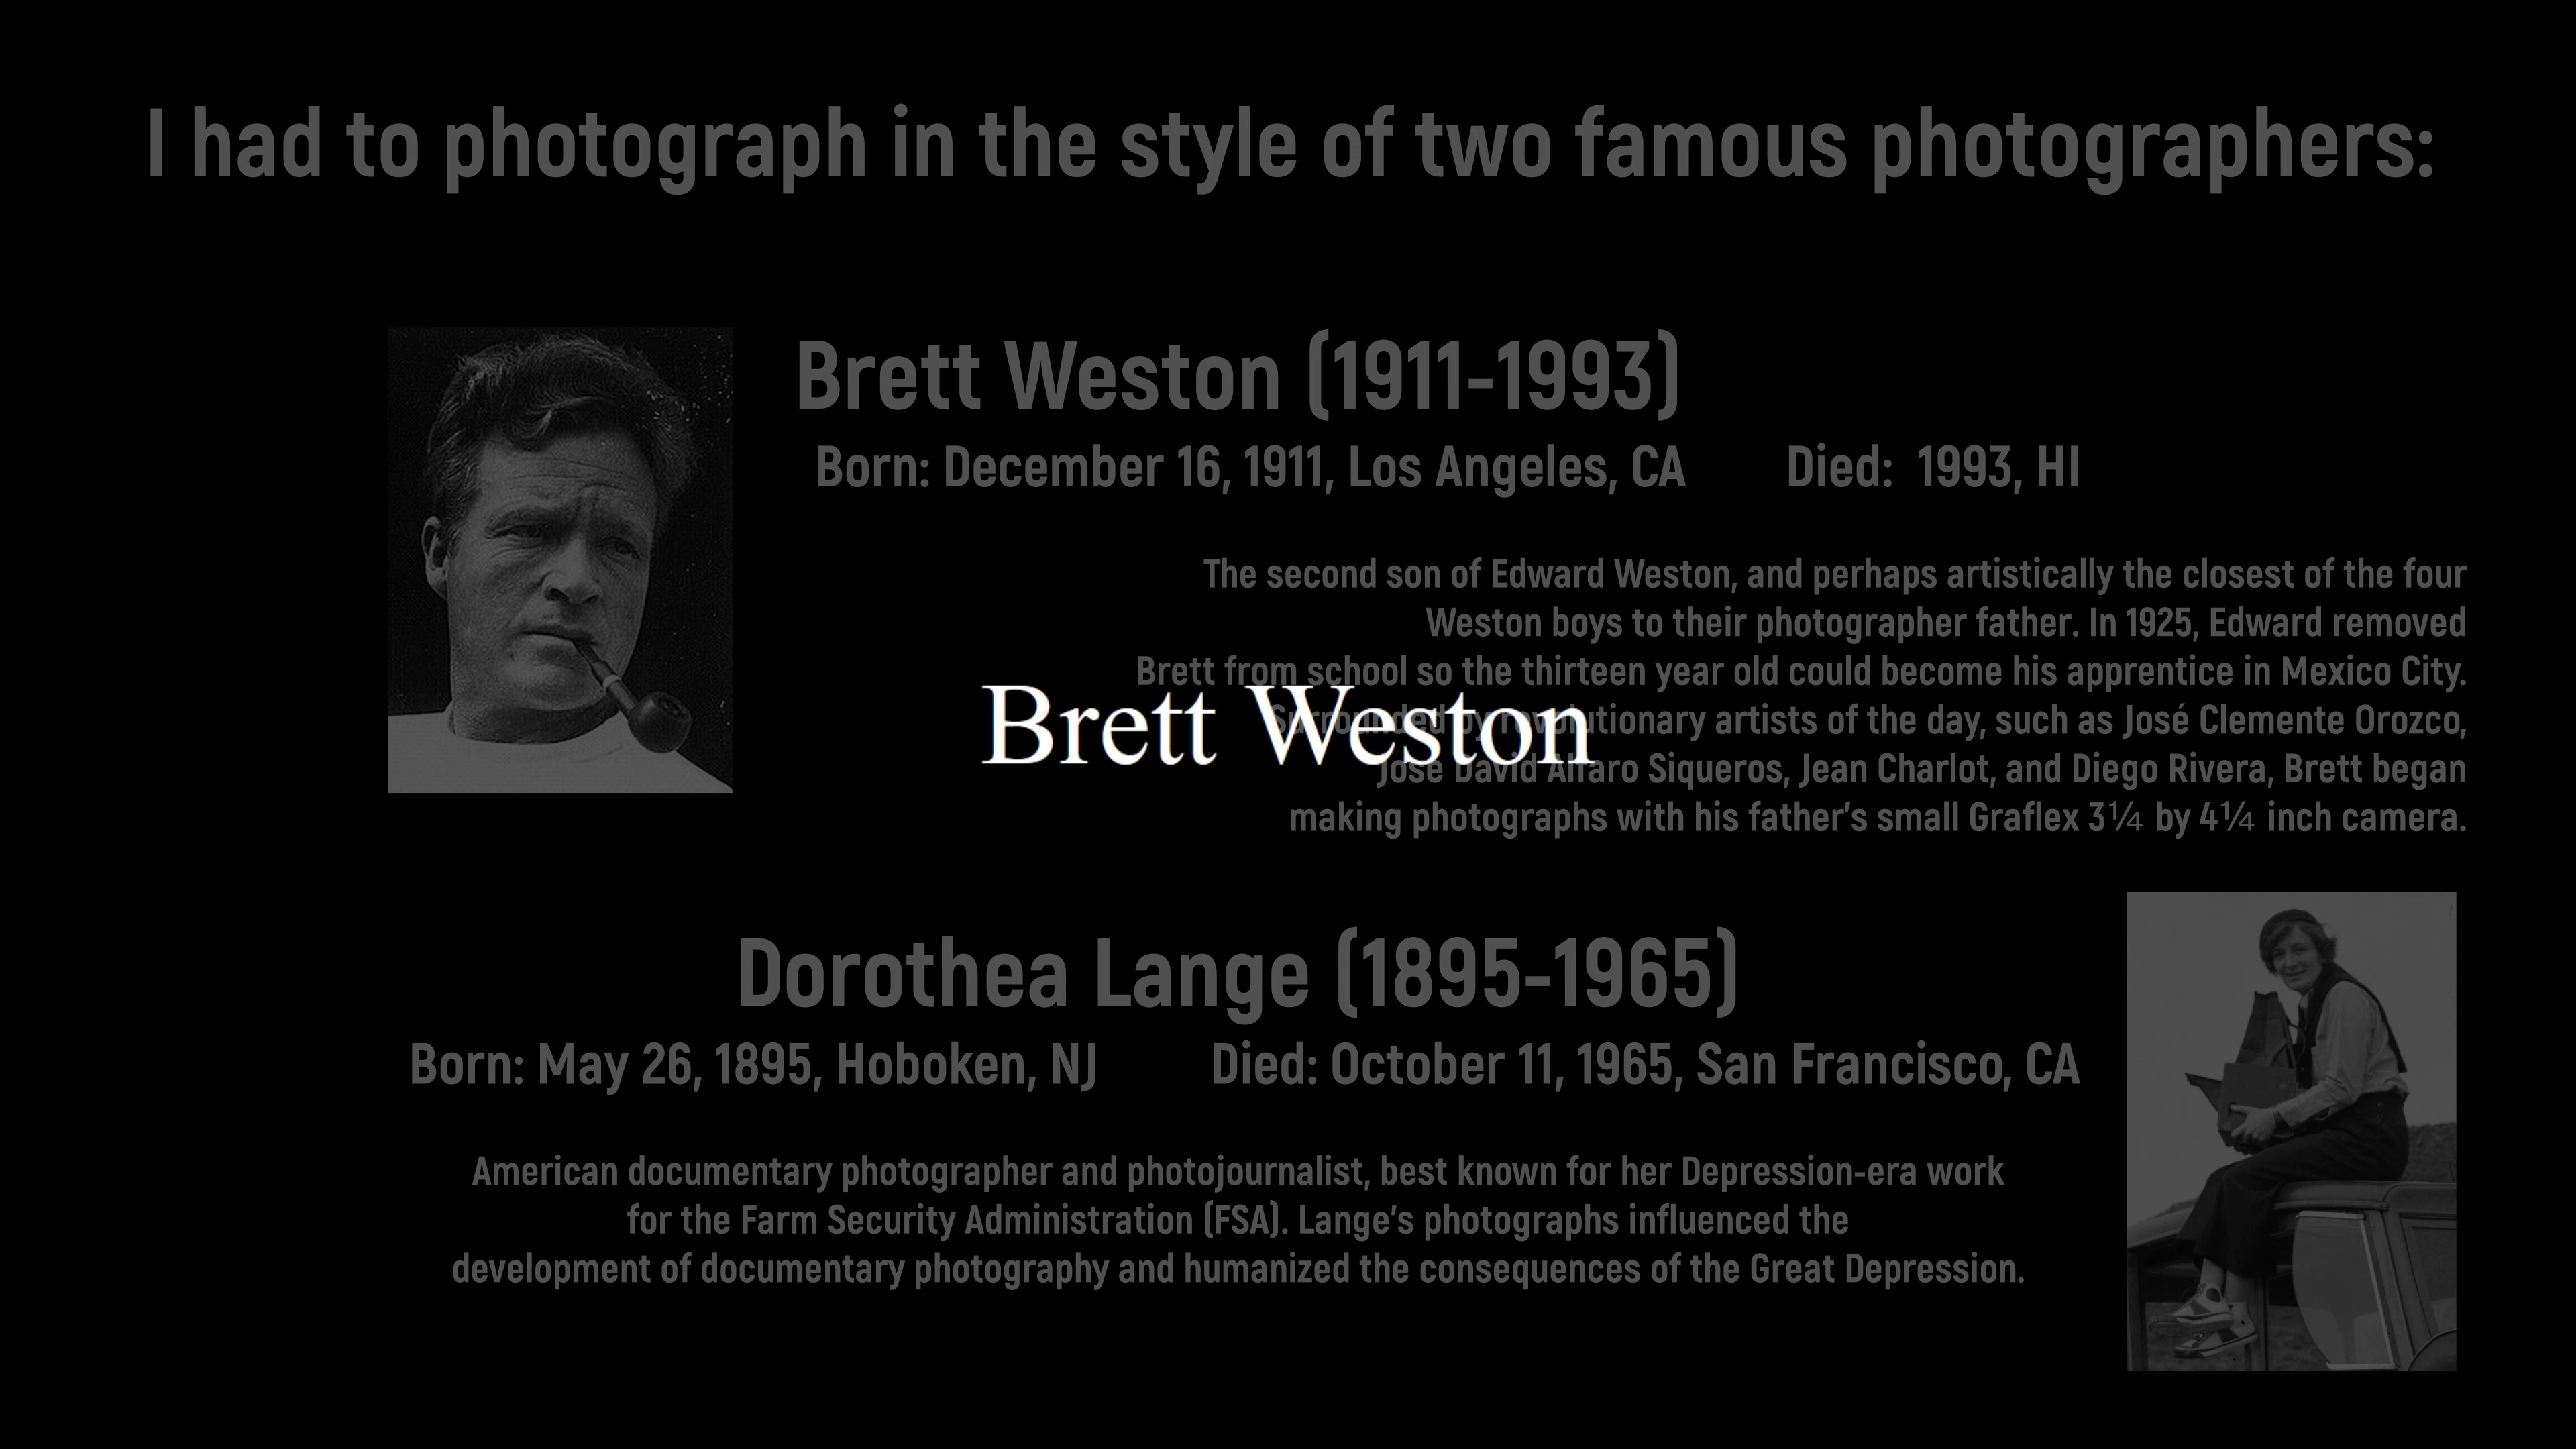 I had to photograph in the style of two famous photographers:
Brett Weston (1911-1993)
Born: December 16, 1911, Los Angeles, CA Died: 1993, HI
The second son of Edward Weston, and perhaps artistically the closest of the four
Weston boys to their photographer father. In 1925, Edward removed
Brett from school so the thirteen year old could become his apprentice in Mexico City.
Surrounded by revolutionary artists of the day, such as José Clemente Orozco,
José David Alfaro Siqueros, Jean Charlot, and Diego Rivera, Brett began
making photographs with his father's small Graflex 3¼ by 4¼ inch camera.
Brett Weston
Dorothea Lange (1895-1965)
Born: May 26, 1895, Hoboken, NJ Died: October 11, 1965, San Francisco, CA
American documentary photographer and photojournalist, best known for her Depression-era work
for the Farm Security Administration (FSA). Lange's photographs influenced the
development of documentary photography and humanized the consequences of the Great Depression.